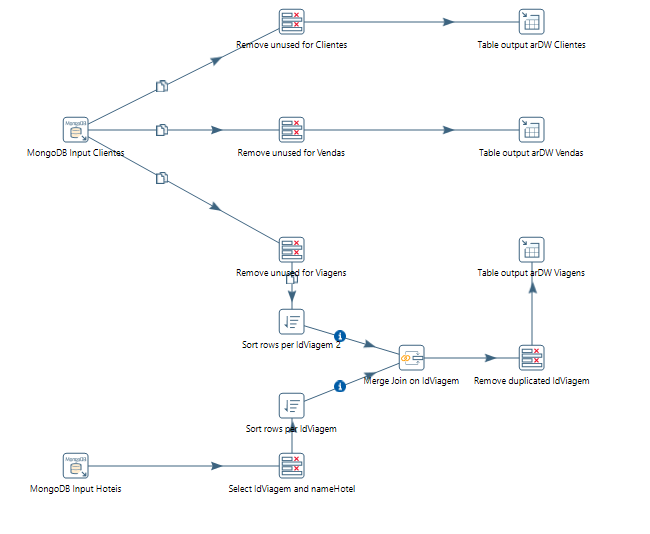 Remove unused for Clientes
Table output arDW Clientes
MongoDB
MongoDB Input Clientes
Remove unused for Vendas
Table output arDW Vendas
Remove unused for Viagens
Table output arDW Viagens
Sort rows per IdViagem 2
Merge Join on IdViagem
Remove duplicated IdViagem
Sort rows per IdViagem
MongoDB
MongoDB Input Hoteis
Select IdViagem and nameHotel